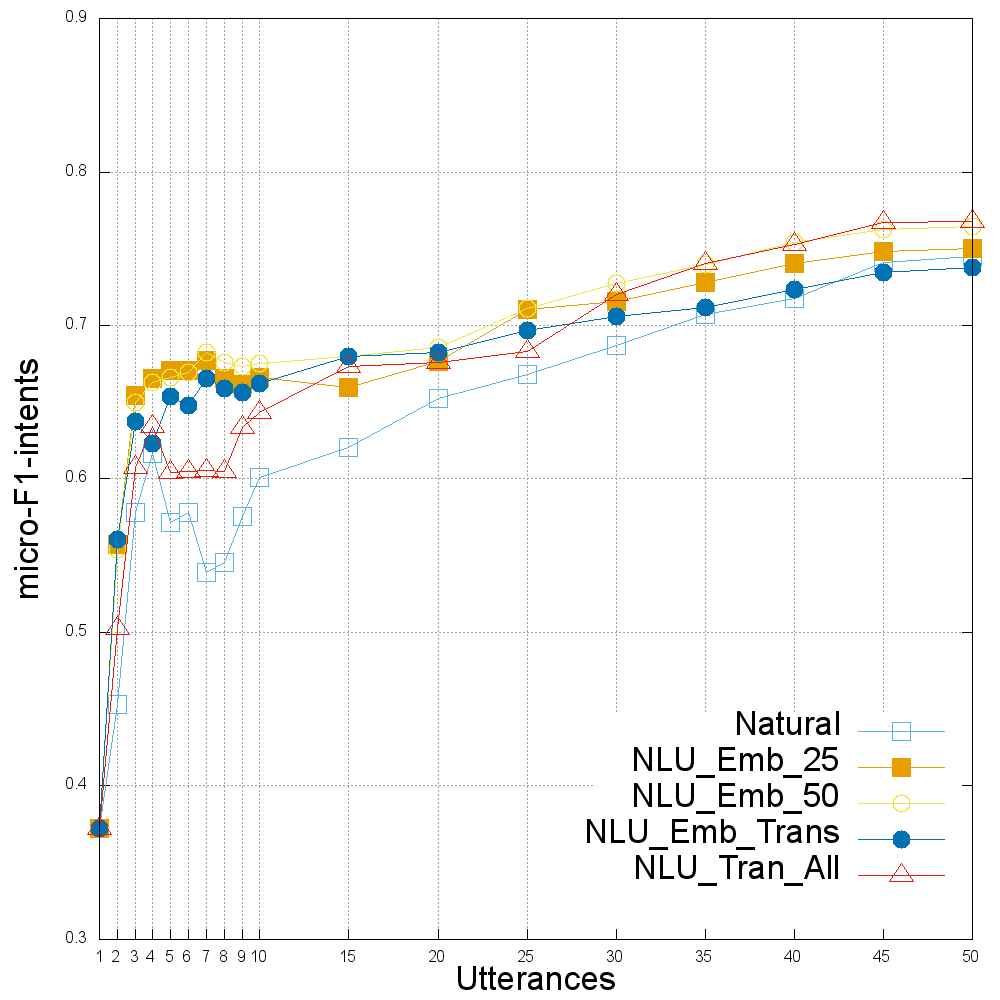 0.9
0.8
0.7
0.6
0.5
0.4
0.3
micro-F1-intents
Natural
NLU_Emb_25
NLU_Emb_50
NLU_Emb_Trans
NLU_Tran_All
1 2 3 4 5 6 7 8 9 10 15 20 25 30 35 40 45 50
Utterances